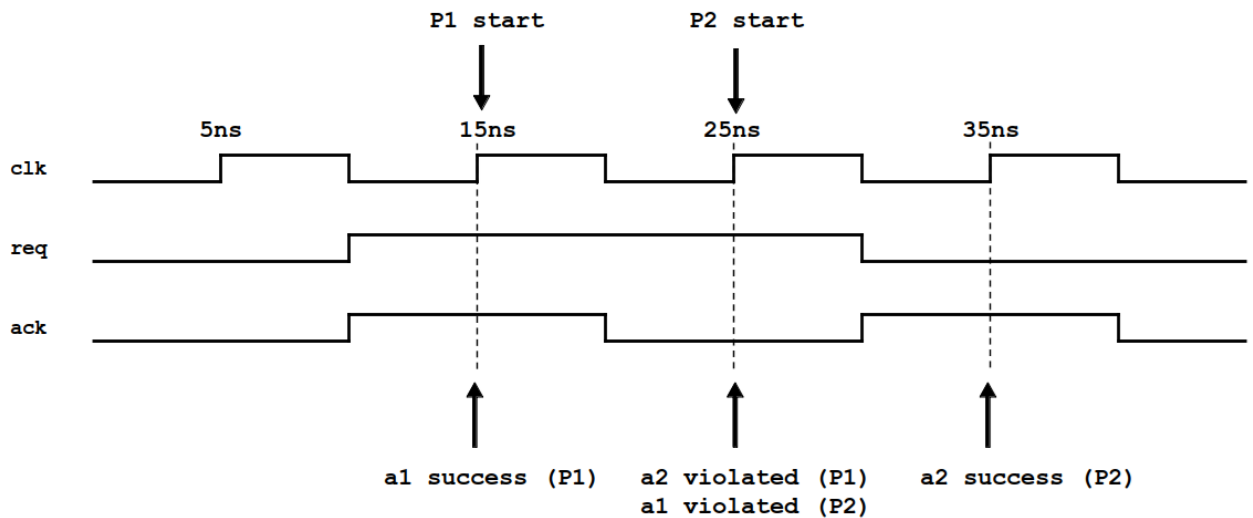 P1 start P2 start
5ns 15ns 25ns 35ns
clk
req
ack
a1 success (P1) a2 violated (P1) a2 success (P2)
a1 violated (P2)